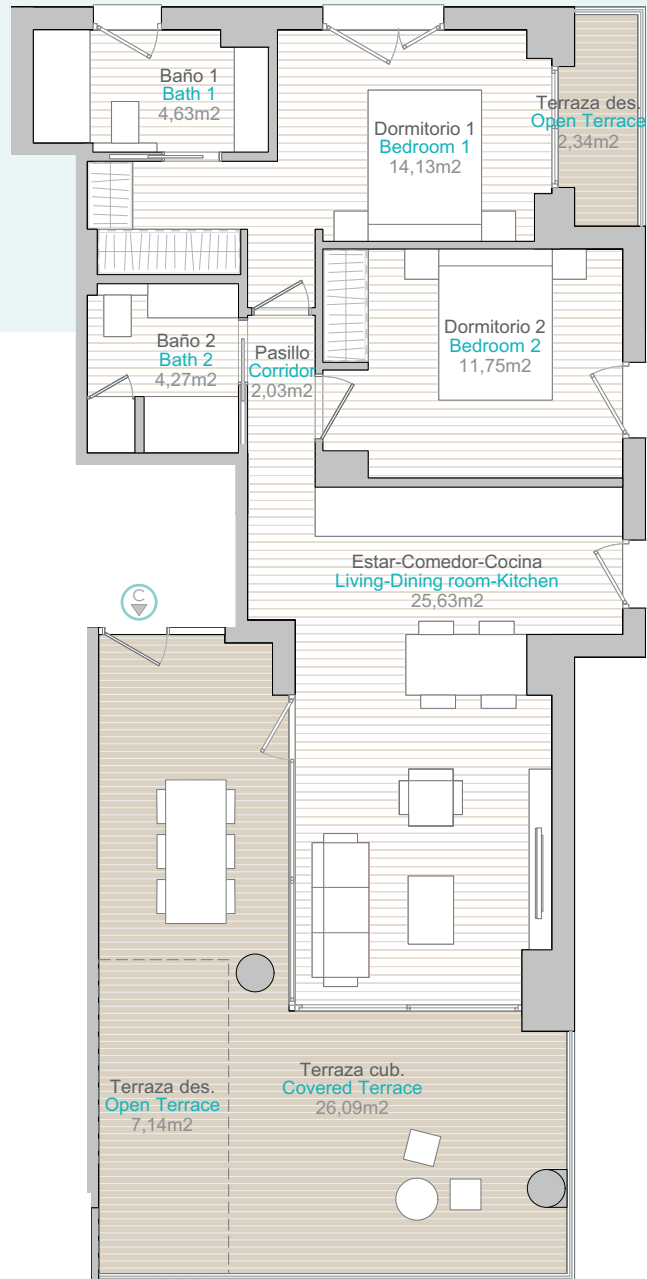 Baño 1
Bath 1
4,63m2
Dormitorio 1
Bedroom 1
14,13m2
Terraza des.
Open Terrace
2,34m2
Baño 2
Bath 2
4,27m2
Pasillo
Corridor
2,03m2
Dormitorio 2
Bedroom 2
11,75m2
Estar-Comedor-Cocina
Living-Dining room-Kitchen
25,63m2
C
Terraza des.
Open Terrace
7,14m2
Terraza cub.
Covered Terrace
26,09m2